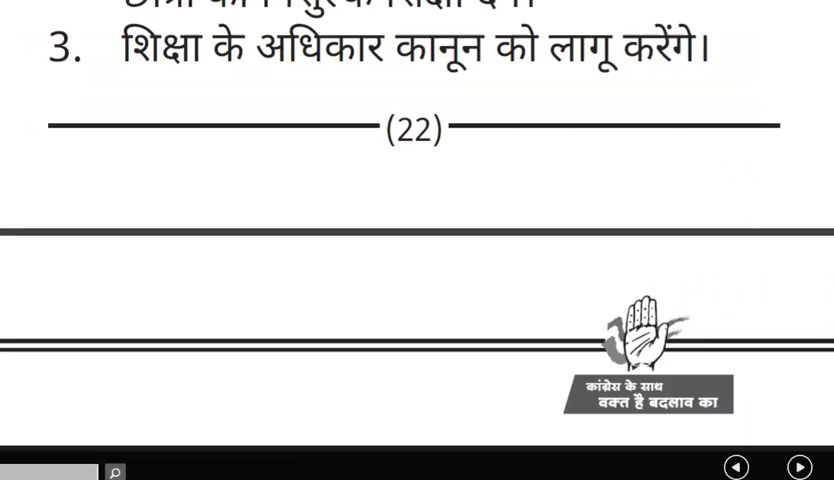 3. शिक्षा के अधिकार कानून को लागू करेंगे।
(22)
कांग्रेस के साथ
वक्त है बदलाव का